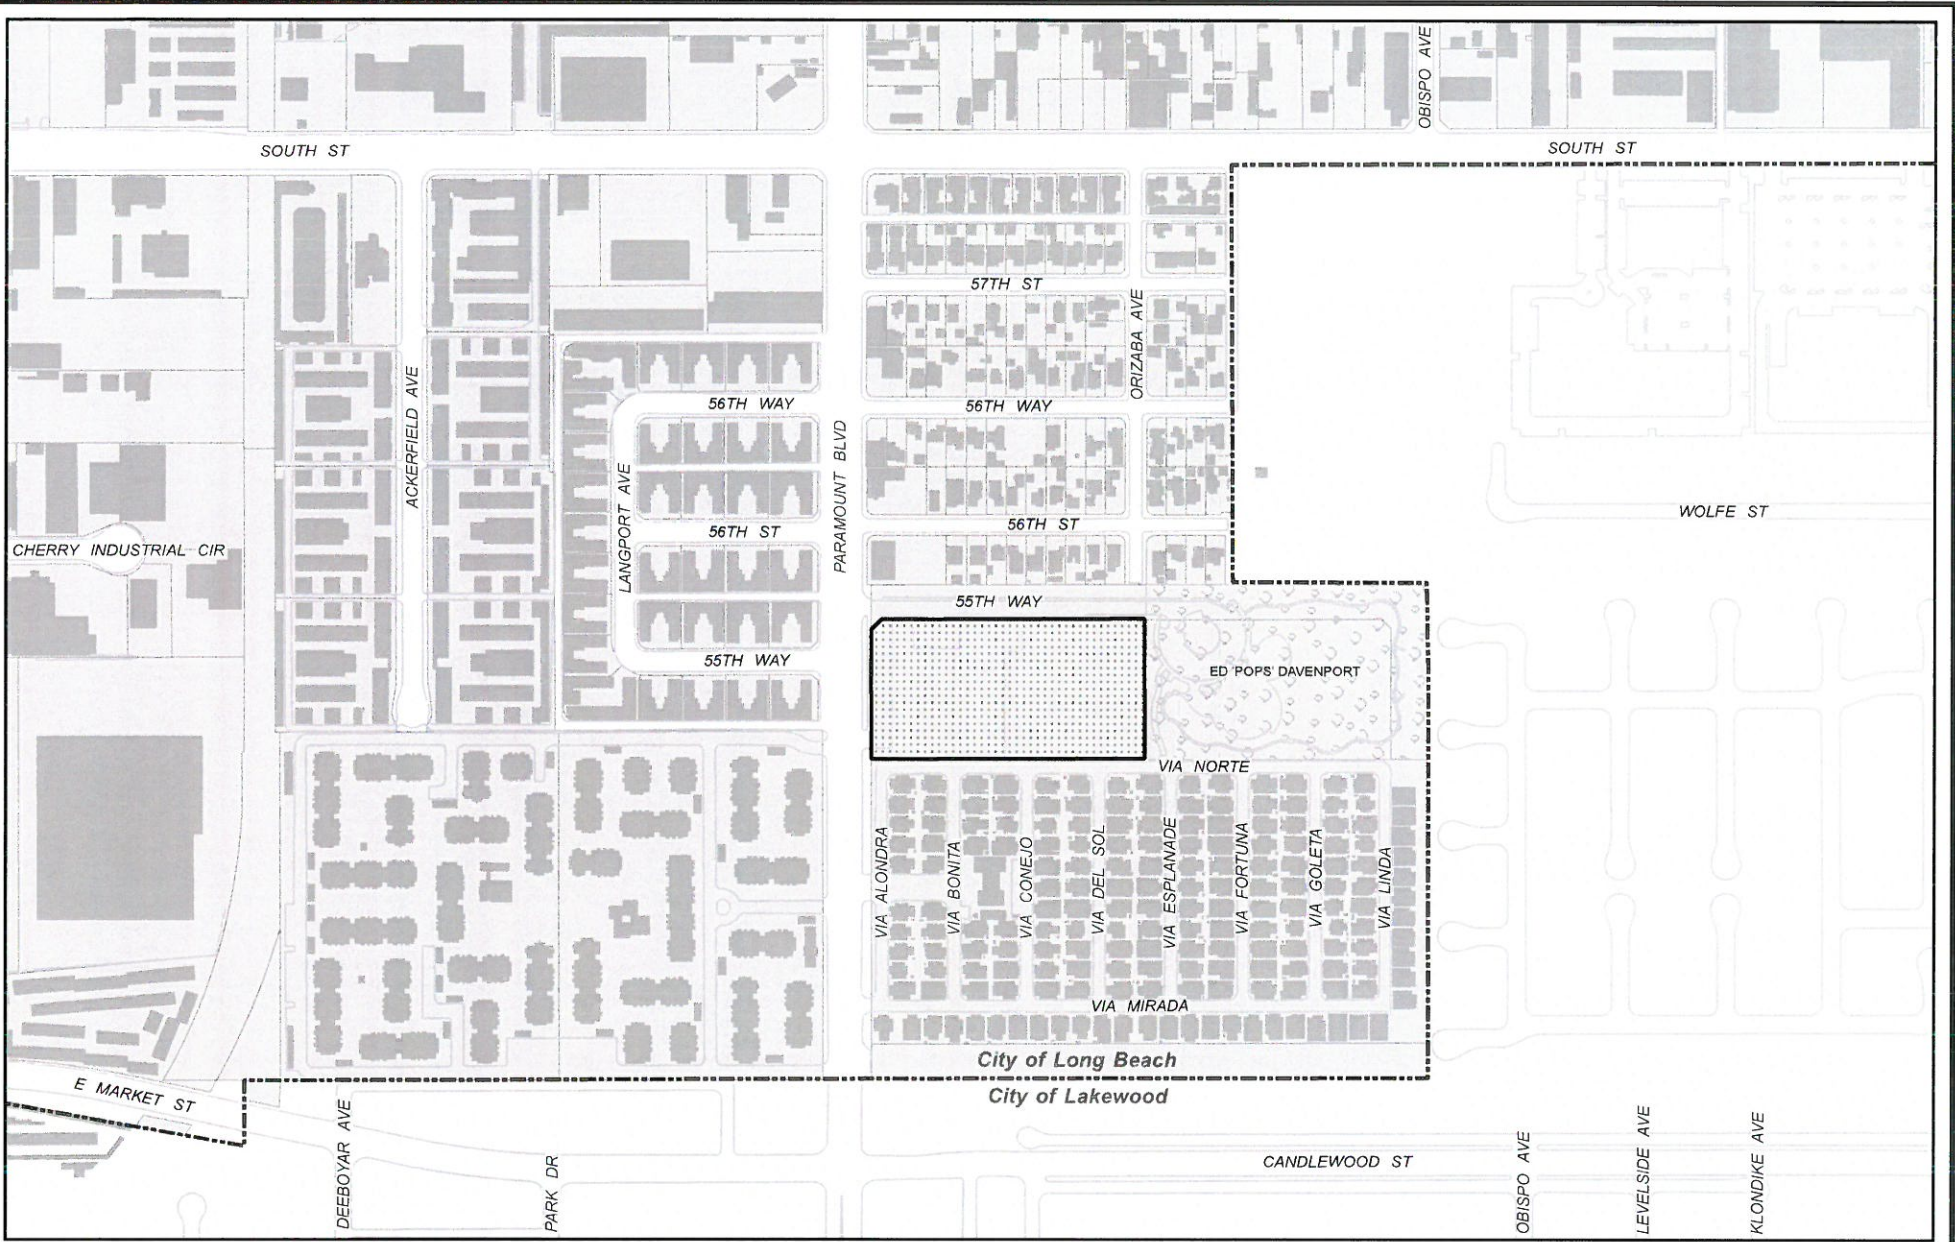 OBISPO AVE
SOUTH ST
SOUTH ST
57TH ST
ORIZABA AVE
ACKERFIELD AVE
56TH WAY
56TH WAY
PARAMOUNT BLVD
LANGPORT AVE
WOLFE ST
56TH ST
56TH ST
CHERRY INDUSTRIAL CIR
55TH WAY
55TH WAY
ED 'POPS' DAVENPORT
VIA NORTE
VIA ALONDRA
VIA BONITA
VIA CONEJO
VIA DEL SOL
VIA ESPLANADE
VIA FORTUNA
VIA GOLETA
VIA LINDA
VIA MIRADA
City of Long Beach
City of Lakewood
E MARKET ST
DEEBOYAR AVE
PARK DR
CANDLEWOOD ST
OBISPO AVE
LEVELSIDE AVE
KLONDIKE AVE